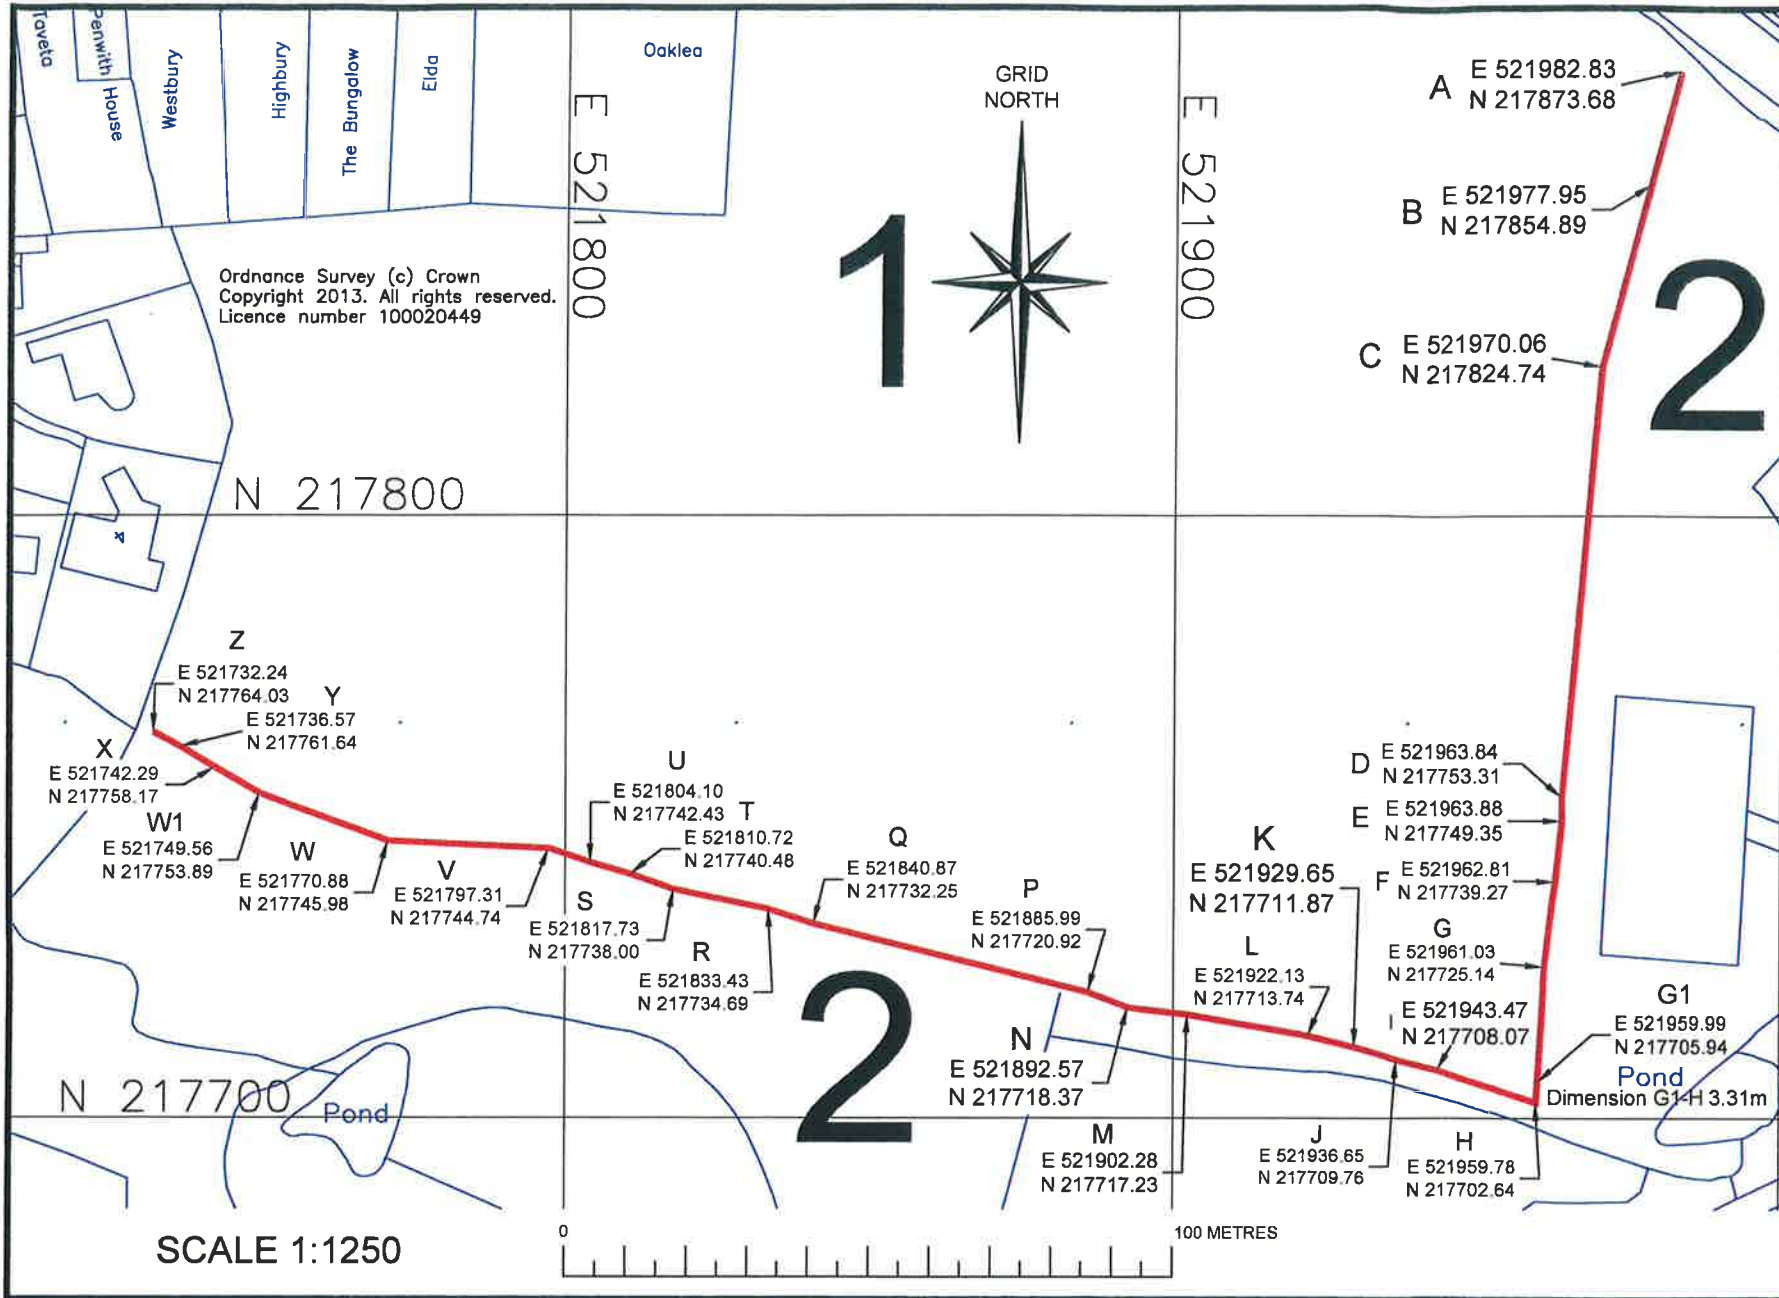 Taveta
Penwith Honse
Westbury
Highbury
The Bungalow
Elda
Oaklea
E 521800
GRID
NORTH
E 521900
A
E 521982.83
N 217873.68
B
E 521977.95
N 217854.89
Ordnance Survey (c) Crown
Copyright 2013. All rights reserved.
Licence number 100020449
1
2
C
E 521970.06
N 217824.74
N 217800
Z
E 521732.24
N 217764.03
Y
E 521736.57
N 217761.64
X
E 521742.29
N 217758.17
W1
E 521749.56
N 217753.89
W
E 521770.88
N 217745.98
V
E 521797.31
N 217744.74
U
E 521804.10
N 217742.43
T
E 521810.72
N 217740.48
S
E 521817.73
N 217738.00
R
E 521833.43
N 217734.69
Q
E 521840.87
N 217732.25
P
E 521885.99
N 217720.92
K
E 521929.65
N 217711.87
L
E 521922.13
N 217713.74
D
E 521963.84
N 217753.31
E
E 521963.88
N 217749.35
F
E 521962.81
N 217739.27
G
E 521961.03
N 217725.14
I
E 521943.47
N 217708.07
G1
E 521959.99
N 217705.94
Pond
Dimension G1-H 3.31m
2
N
E 521892.57
N 217718.37
N 217700
Pond
M
E 521902.28
N 217717.23
J
E 521936.65
N 217709.76
H
E 521959.78
N 217702.64
SCALE 1:1250
0
100 METRES